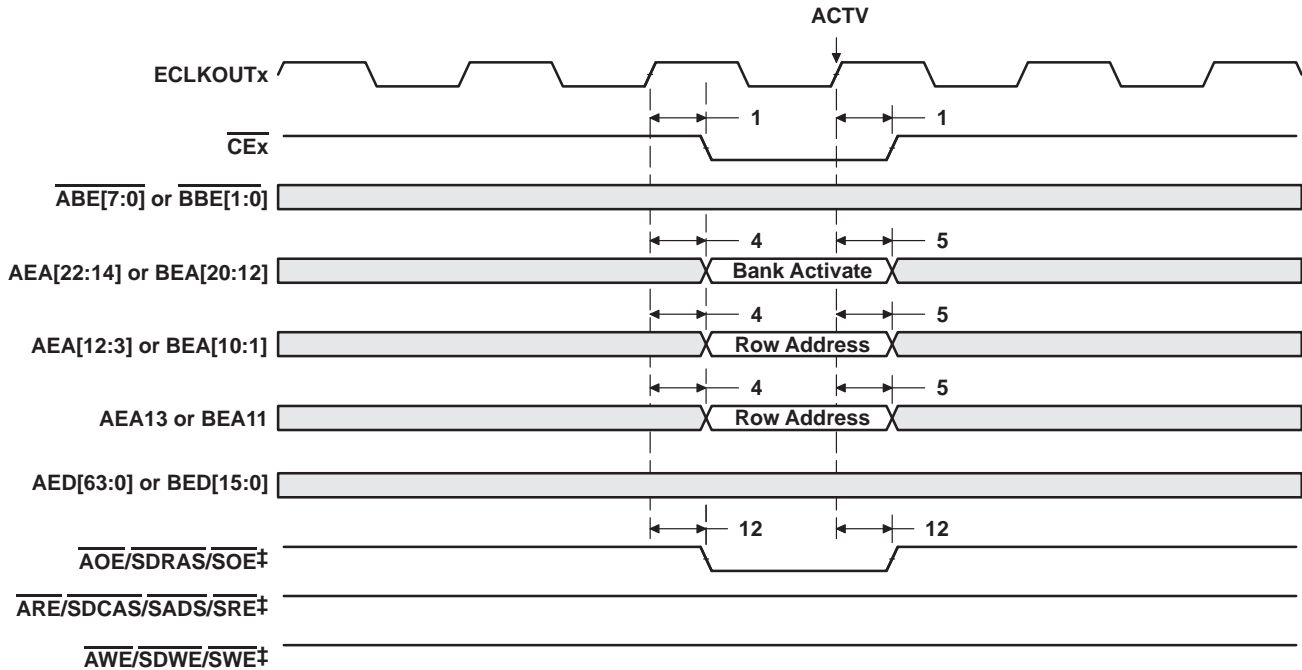 ACTV
ECLKOUTx
1 1
CEx
ABE[7:0] or BBE[1:0]
4 5
AEA[22:14] or BEA[20:12] Bank Activate
4 5
AEA[12:3] or BEA[10:1] Row Address
4 5
AEA13 or BEA11 Row Address
AED[63:0] or BED[15:0]
12 12
AOE/SDRAS/SOE‡
ARE/SDCAS/SADS/SRE‡
AWE/SDWE/SWE‡